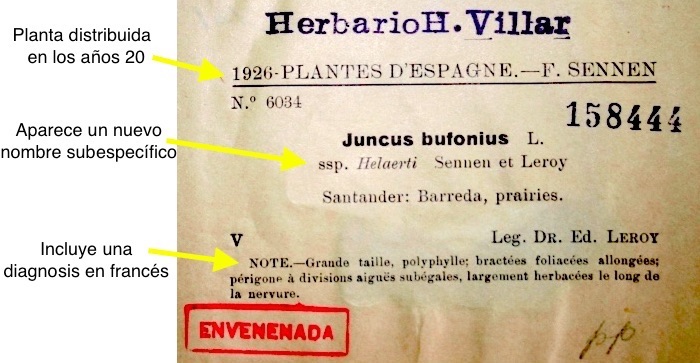 Herbario H. Villar
Planta distribuida
en los años 20
1926-PLANTES D'ESPAGNE.—F. SENNEN
N.º 6034
158444
Aparece un nuevo
nombre subespecífico
Juncus bufonius L.
ssp. Helaerti Sennen et Leroy
Santander: Barreda, prairies.
V
Leg. DR. Ed. LEROY
Incluye una
diagnosis en francés
NOTE.—Grande taille, polyphylle; bractées foliacées allongées;
périgone à divisions aiguës subégales, largement herbacées le long de
la nervure.
ENVENENADA
pp